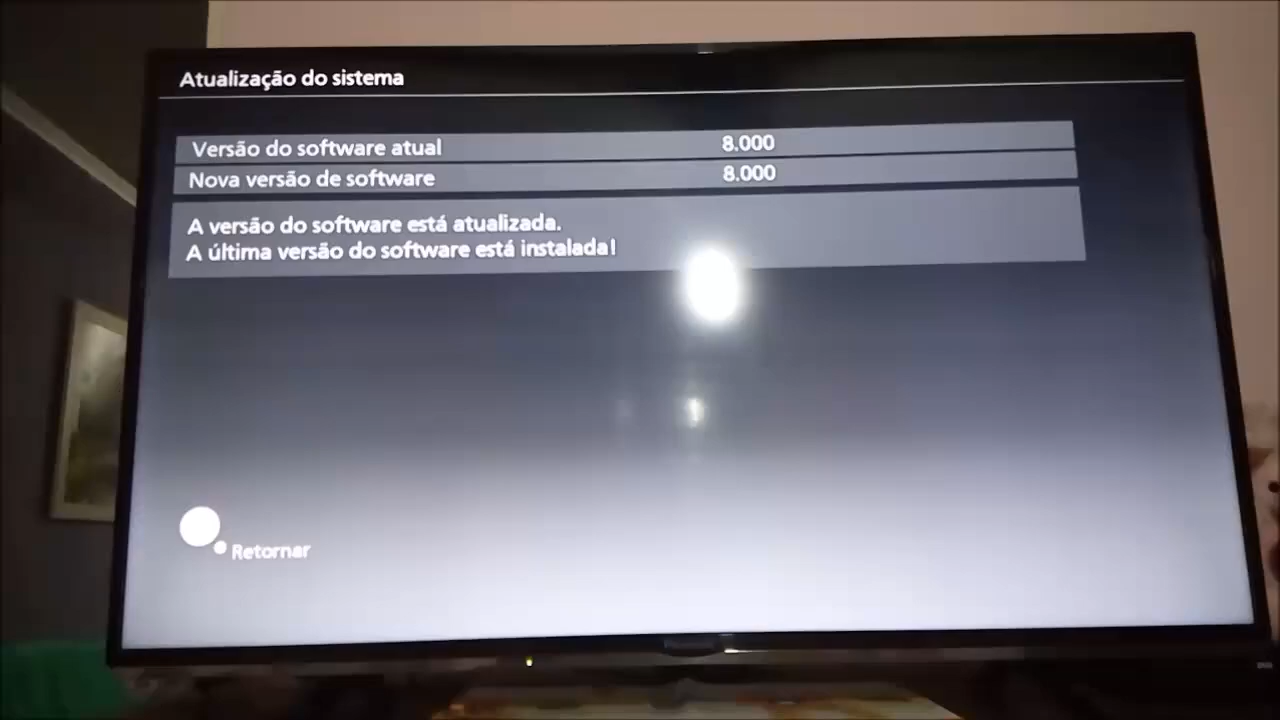 Atualização do sistema
Versão do software atual 8.000
Nova versão de software 8.000
A versão do software está atualizada.
A última versão do software está instalada!
Retornar